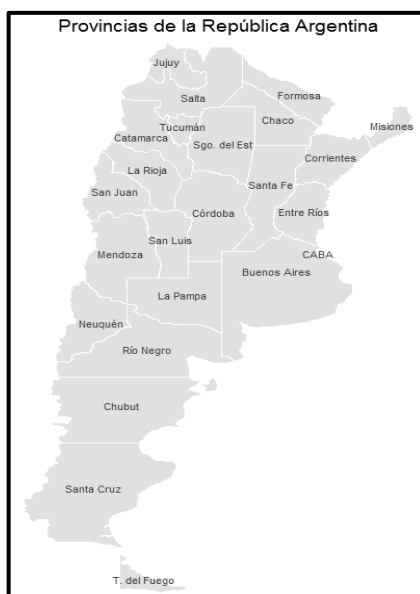 Provincias de la República Argentina
Jujuy
Salta
Formosa
Chaco
Misiones
Tucumán
Catamarca
Sgo. del Est
Corrientes
La Rioja
San Juan
Santa Fe
Córdoba
Entre Ríos
San Luis
Mendoza
CABA
Buenos Aires
La Pampa
Neuquén
Río Negro
Chubut
Santa Cruz
T. del Fuego